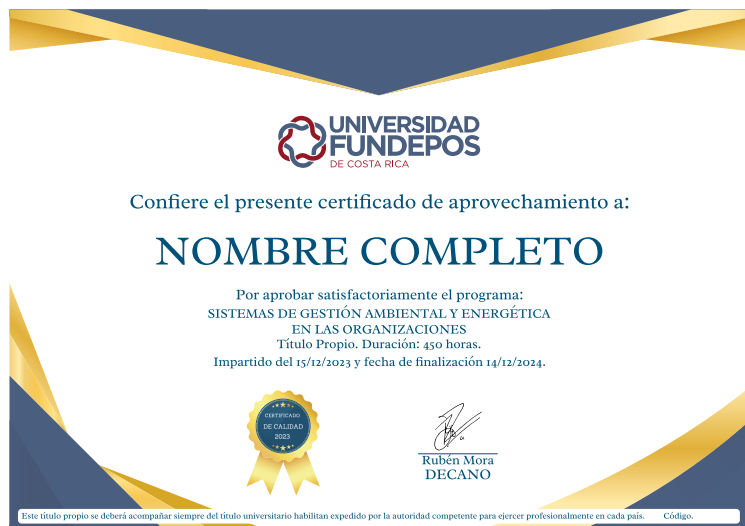 UNIVERSIDAD
FUNDEPOS
DE COSTA RICA
Confiere el presente certificado de aprovechamiento a:
NOMBRE COMPLETO
Por aprobar satisfactoriamente el programa:
SISTEMAS DE GESTIÓN AMBIENTAL Y ENERGÉTICA
EN LAS ORGANIZACIONES
Título Propio. Duración: 450 horas.
Impartido del 15/12/2023 y fecha de finalización 14/12/2024.
CERTIFICADO
DE CALIDAD
2023
Rubén Mora
DECANO
Este título propio se deberá acompañar siempre del título universitario habilitan expedido por la autoridad competente para ejercer profesionalmente en cada país. Código.